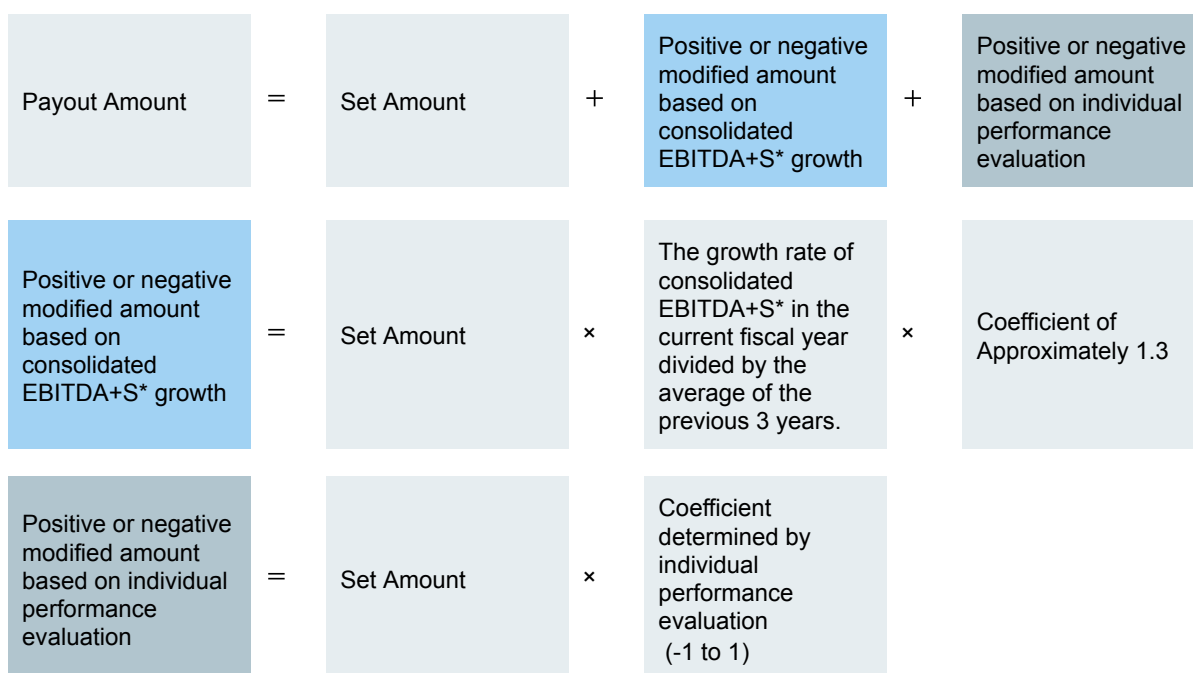 Payout Amount
=
Set Amount
+
Positive or negative
modified amount
based on
consolidated
EBITDA+S* growth
+
Positive or negative
modified amount
based on individual
performance
evaluation
Positive or negative
modified amount
based on
consolidated
EBITDA+S* growth
=
Set Amount
×
The growth rate of
consolidated
EBITDA+S* in the
current fiscal year
divided by the
average of the
previous 3 years.
×
Coefficient of
Approximately 1.3
Positive or negative
modified amount
based on individual
performance
evaluation
=
Set Amount
×
Coefficient
determined by
individual
performance
evaluation
(-1 to 1)